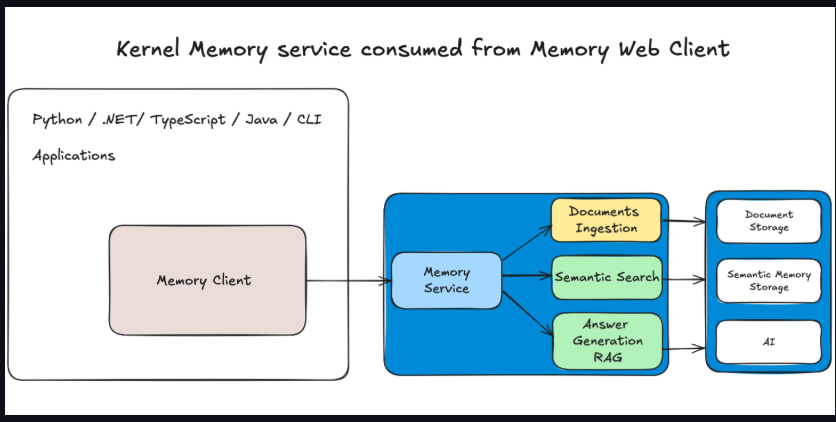 Kernel Memory service consumed from Memory Web Client
Python / .NET/ TypeScript / Java / CLI
Applications
Memory Client
Memory
Service
Documents
Ingestion
Semantic Search
Answer
Generation
RAG
Document
Storage
Semantic Memory
Storage
AI